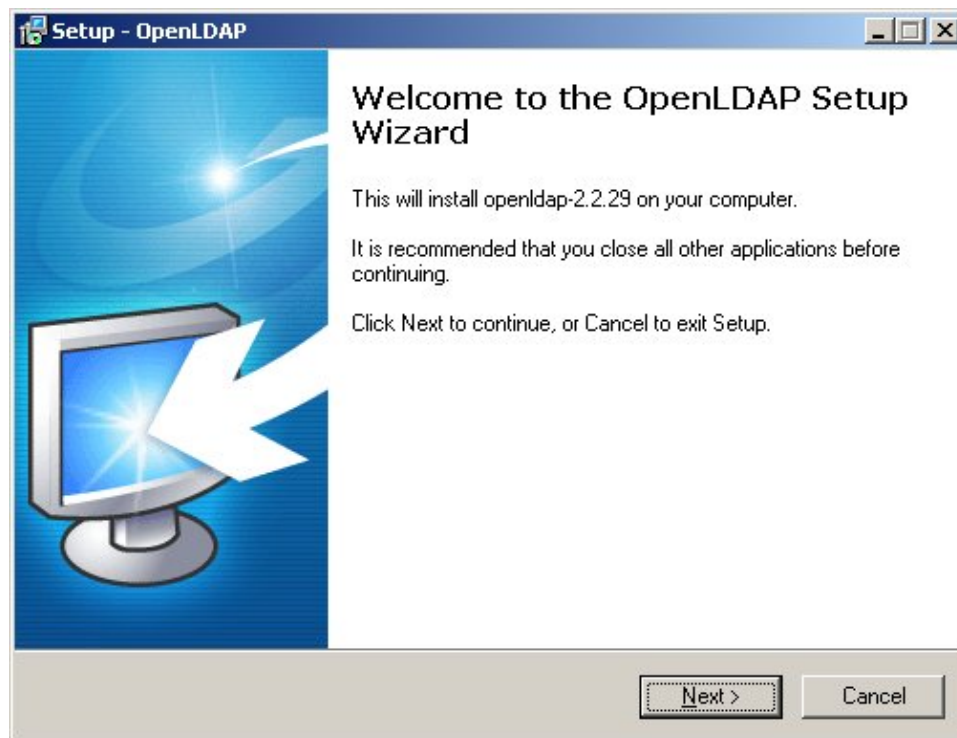 Setup - OpenLDAP
Welcome to the OpenLDAP Setup
Wizard
This will install openldap-2.2.29 on your computer.
It is recommended that you close all other applications before
continuing.
Click Next to continue, or Cancel to exit Setup.
Next >
Cancel